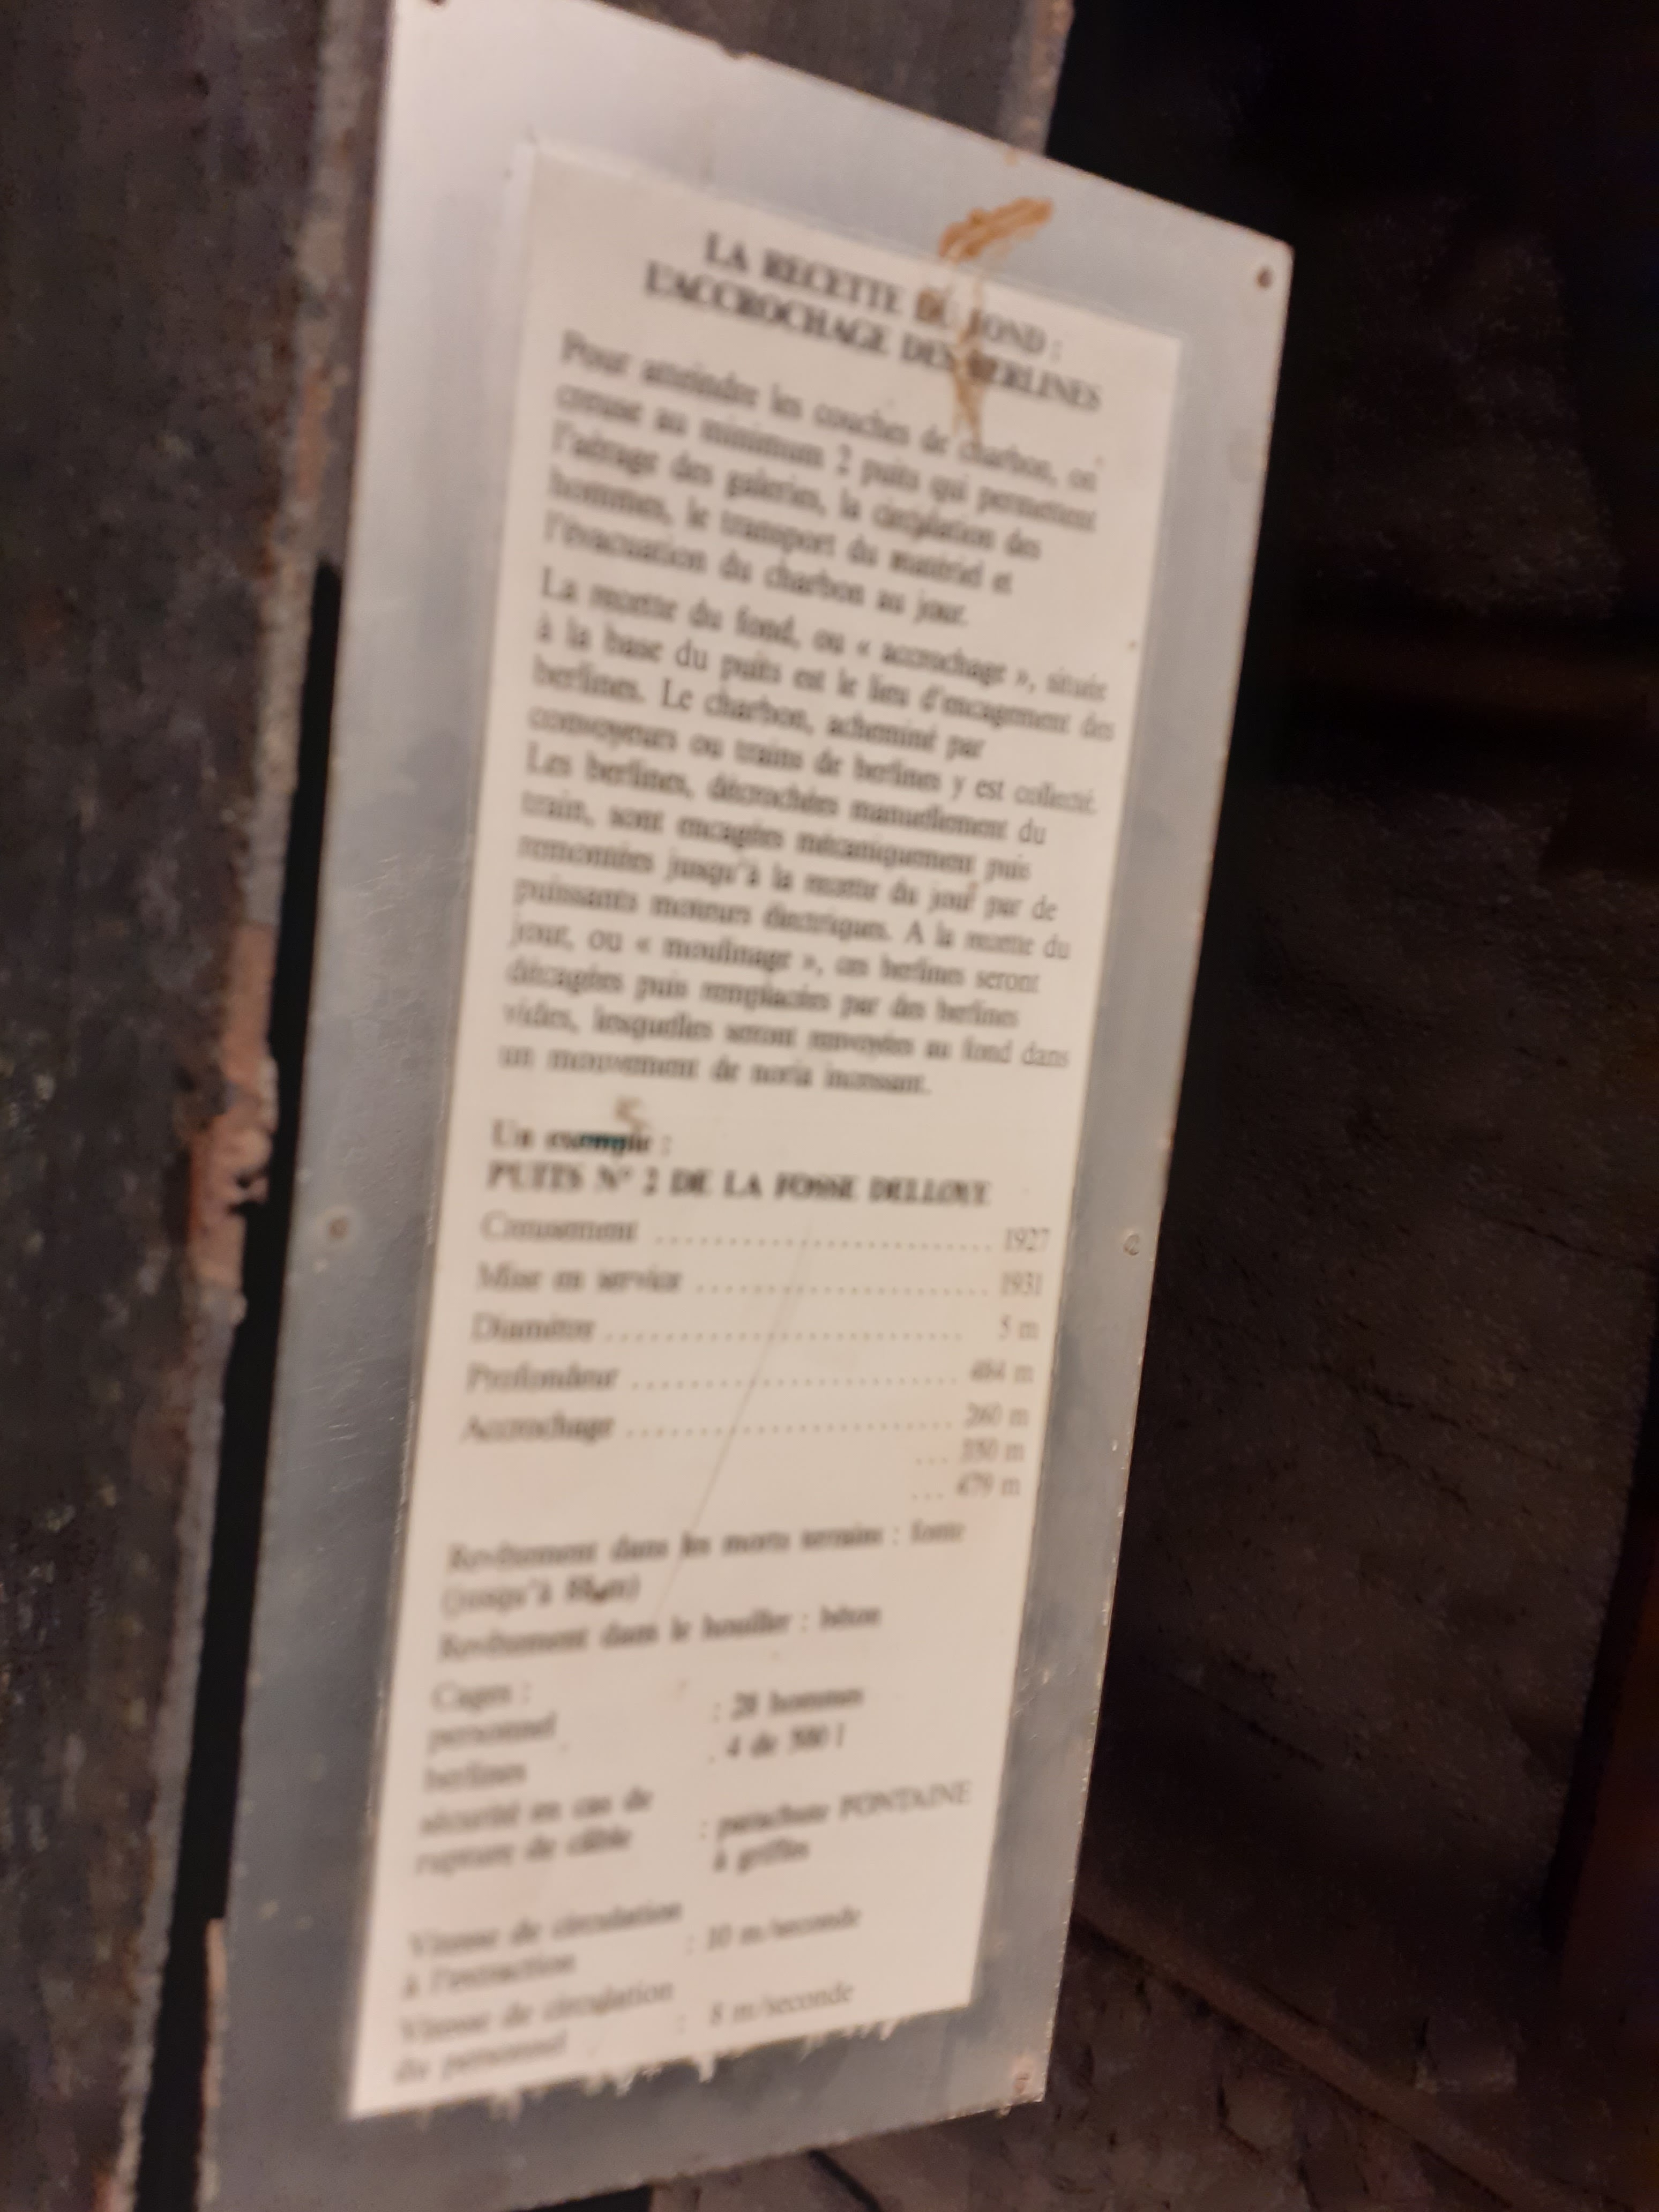 LA RECETTE DU FOND :
L'ACCROCHAGE DES BERLINES
Pour atteindre les couches de charbon, on
creuse au minimum 2 puits qui permettent
l'aérage des galeries, la circulation des
hommes, le transport du matériel et
l'évacuation du charbon au jour.
La recette du fond, ou « accrochage », située
à la base du puits est le lieu d'encagement des
berlines. Le charbon, acheminé par
convoyeurs ou trains de berlines y est collecté.
Les berlines, décrochées manuellement du
train, sont encagées mécaniquement puis
remontées jusqu'à la recette du jour par de
puissants moteurs électriques. A la recette du
jour, ou « moulinage », ces berlines seront
décagées puis remplacées par des berlines
vides, lesquelles seront renvoyées au fond dans
un mouvement de noria incessant.
Un exemple :
PUITS N° 2 DE LA FOSSE DELLOYE
Creusement ........................... 1927
Mise en service ........................ 1931
Diamètre ............................. 5 m
Profondeur ........................... m
Accrochage ........................... 260 m
... m
... 479 m
Revêtement dans les morts terrains : fonte
(jusqu'à m)
Revêtement dans le houiller : béton
Cages :
personnel : 28 hommes
berlines : 4 de l
sécurité en cas de
rupture de câble : parachute FONTAINE
à griffes
Vitesse de circulation
à l'extraction : 10 m/seconde
Vitesse de circulation
du personnel : 8 m/seconde